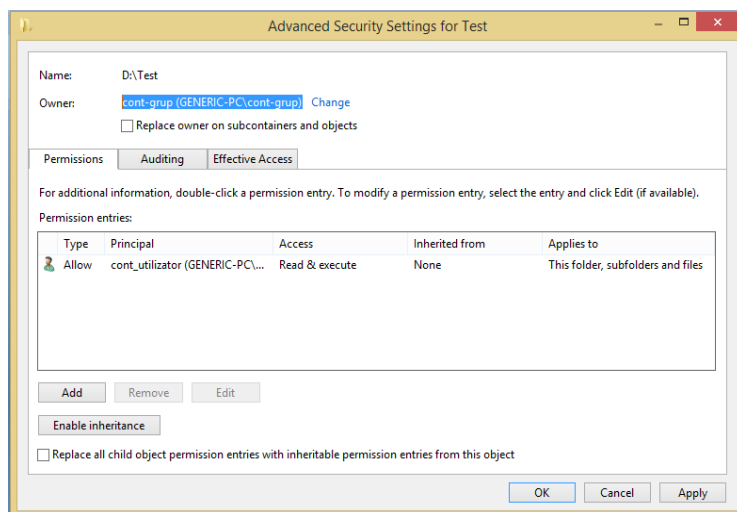 Advanced Security Settings for Test
Name: D:\Test
Owner: cont-grup (GENERIC-PC\cont-grup) Change
Replace owner on subcontainers and objects
Permissions Auditing Effective Access
For additional information, double-click a permission entry. To modify a permission entry, select the entry and click Edit (if available).
Permission entries:
Type Principal Access Inherited from Applies to
Allow cont_utilizator (GENERIC-PC\... Read & execute None This folder, subfolders and files
Add Remove Edit
Enable inheritance
Replace all child object permission entries with inheritable permission entries from this object
OK Cancel Apply